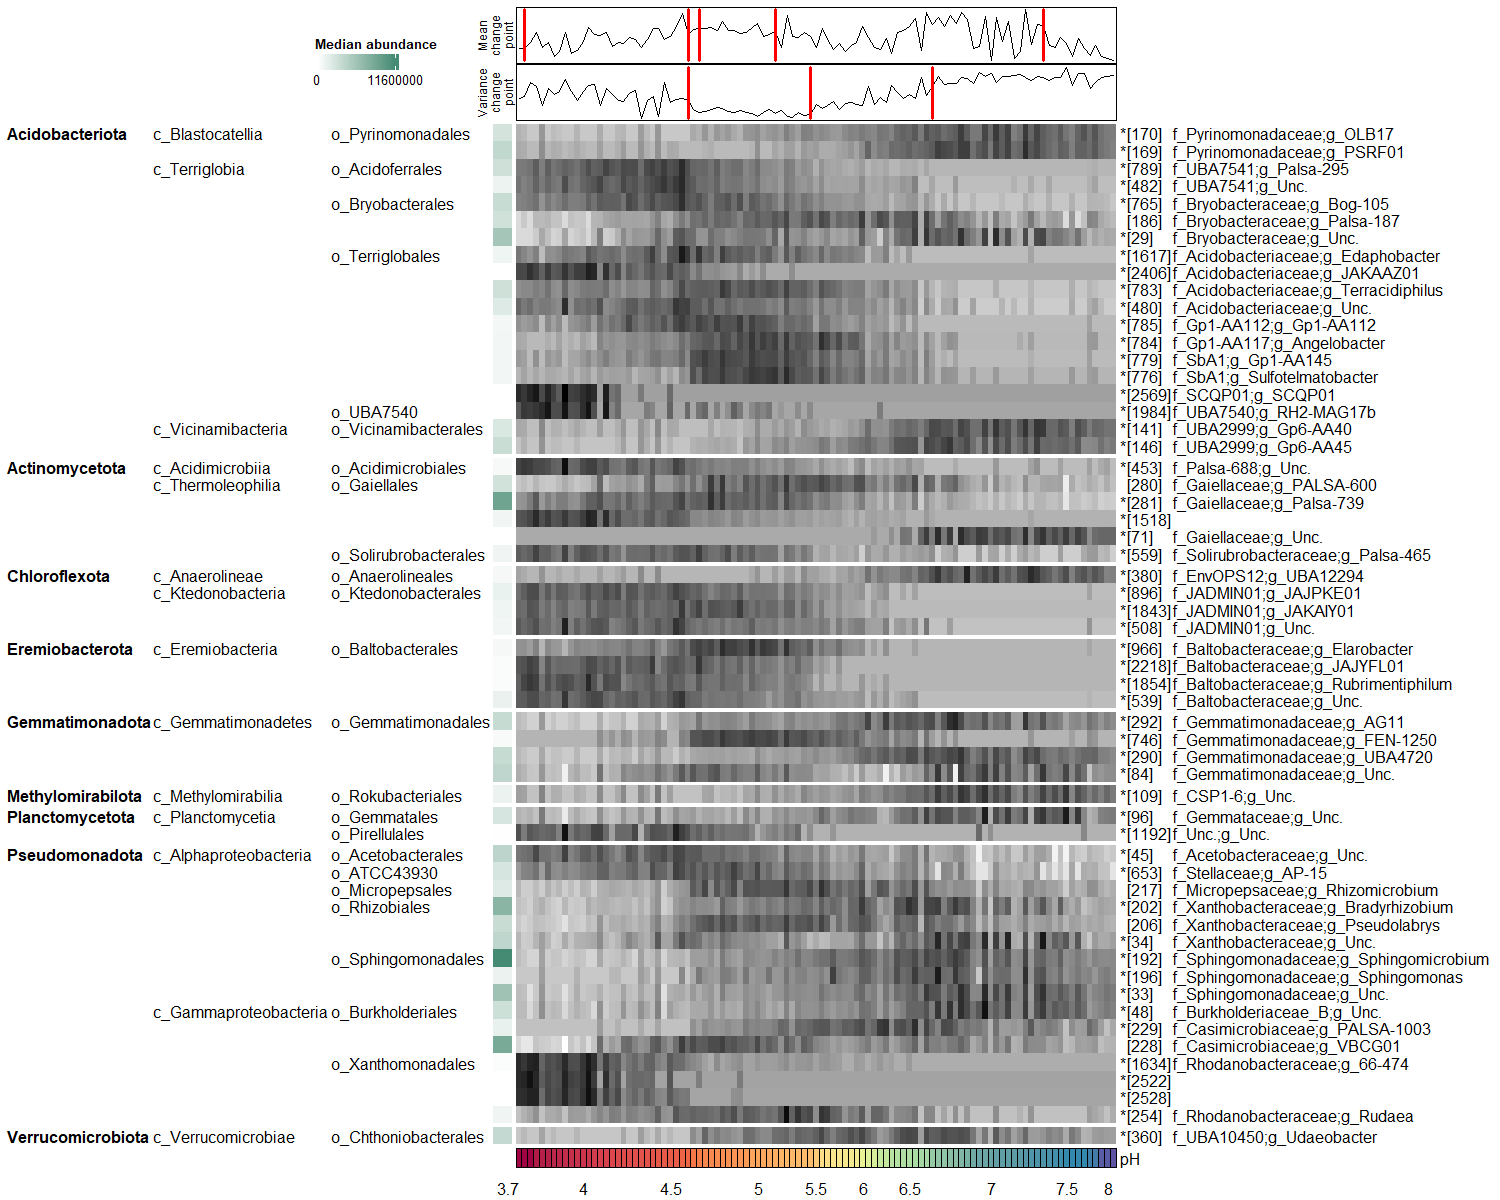 Median abundance
0 11600000
Mean change point
Variance change point
Acidobacteriota c_Blastocatellia o_Pyrinomonadales *[170] f_Pyrinomonadaceae;g_OLB17
*[169] f_Pyrinomonadaceae;g_PSRF01
c_Terriglobia o_Acidoferrales *[789] f_UBA7541;g_Palsa-295
*[482] f_UBA7541;g_Unc.
o_Bryobacterales *[765] f_Bryobacteraceae;g_Bog-105
[186] f_Bryobacteraceae;g_Palsa-187
*[29] f_Bryobacteraceae;g_Unc.
o_Terriglobales *[1617] f_Acidobacteriaceae;g_Edaphobacter
*[2406] f_Acidobacteriaceae;g_JAKAAZ01
*[783] f_Acidobacteriaceae;g_Terracidiphilus
*[480] f_Acidobacteriaceae;g_Unc.
*[785] f_Gp1-AA112;g_Gp1-AA112
*[784] f_Gp1-AA117;g_Angelobacter
*[779] f_SbA1;g_Gp1-AA145
*[776] f_SbA1;g_Sulfotelmatobacter
*[2569] f_SCQP01;g_SCQP01
o_UBA7540 *[1984] f_UBA7540;g_RH2-MAG17b
c_Vicinamibacteria o_Vicinamibacterales *[141] f_UBA2999;g_Gp6-AA40
*[146] f_UBA2999;g_Gp6-AA45
Actinomycetota c_Acidimicrobiia o_Acidimicrobiales *[453] f_Palsa-688;g_Unc.
c_Thermoleophilia o_Gaiellales [280] f_Gaiellaceae;g_PALSA-600
*[281] f_Gaiellaceae;g_Palsa-739
*[1518]
*[71] f_Gaiellaceae;g_Unc.
o_Solirubrobacterales *[559] f_Solirubrobacteraceae;g_Palsa-465
Chloroflexota c_Anaerolineae o_Anaerolineales *[380] f_EnvOPS12;g_UBA12294
c_Ktedonobacteria o_Ktedonobacterales *[896] f_JADMIN01;g_JAJPKE01
*[1843] f_JADMIN01;g_JAKAIY01
*[508] f_JADMIN01;g_Unc.
Eremiobacterota c_Eremiobacteria o_Baltobacterales *[966] f_Baltobacteraceae;g_Elarobacter
*[2218] f_Baltobacteraceae;g_JAJYFL01
*[1854] f_Baltobacteraceae;g_Rubrimentiphilum
*[539] f_Baltobacteraceae;g_Unc.
Gemmatimonadota c_Gemmatimonadetes o_Gemmatimonadales *[292] f_Gemmatimonadaceae;g_AG11
*[746] f_Gemmatimonadaceae;g_FEN-1250
*[290] f_Gemmatimonadaceae;g_UBA4720
*[84] f_Gemmatimonadaceae;g_Unc.
Methylomirabilota c_Methylomirabilia o_Rokubacteriales *[109] f_CSP1-6;g_Unc.
Planctomycetota c_Planctomycetia o_Gemmatales *[96] f_Gemmataceae;g_Unc.
o_Pirellulales *[1192] f_Unc.;g_Unc.
Pseudomonadota c_Alphaproteobacteria o_Acetobacterales *[45] f_Acetobacteraceae;g_Unc.
o_ATCC43930 *[653] f_Stellaceae;g_AP-15
o_Micropepsales [217] f_Micropepsaceae;g_Rhizomicrobium
o_Rhizobiales *[202] f_Xanthobacteraceae;g_Bradyrhizobium
[206] f_Xanthobacteraceae;g_Pseudolabrys
*[34] f_Xanthobacteraceae;g_Unc.
o_Sphingomonadales *[192] f_Sphingomonadaceae;g_Sphingomicrobium
*[196] f_Sphingomonadaceae;g_Sphingomonas
*[33] f_Sphingomonadaceae;g_Unc.
c_Gammaproteobacteria o_Burkholderiales *[48] f_Burkholderiaceae_B;g_Unc.
*[229] f_Casimicrobiaceae;g_PALSA-1003
[228] f_Casimicrobiaceae;g_VBCG01
o_Xanthomonadales *[1634] f_Rhodanobacteraceae;g_66-474
*[2522]
*[2528]
*[254] f_Rhodanobacteraceae;g_Rudaea
Verrucomicrobiota c_Verrucomicrobiae o_Chthoniobacterales *[360] f_UBA10450;g_Udaeobacter
pH
3.7 4 4.5 5 5.5 6 6.5 7 7.5 8